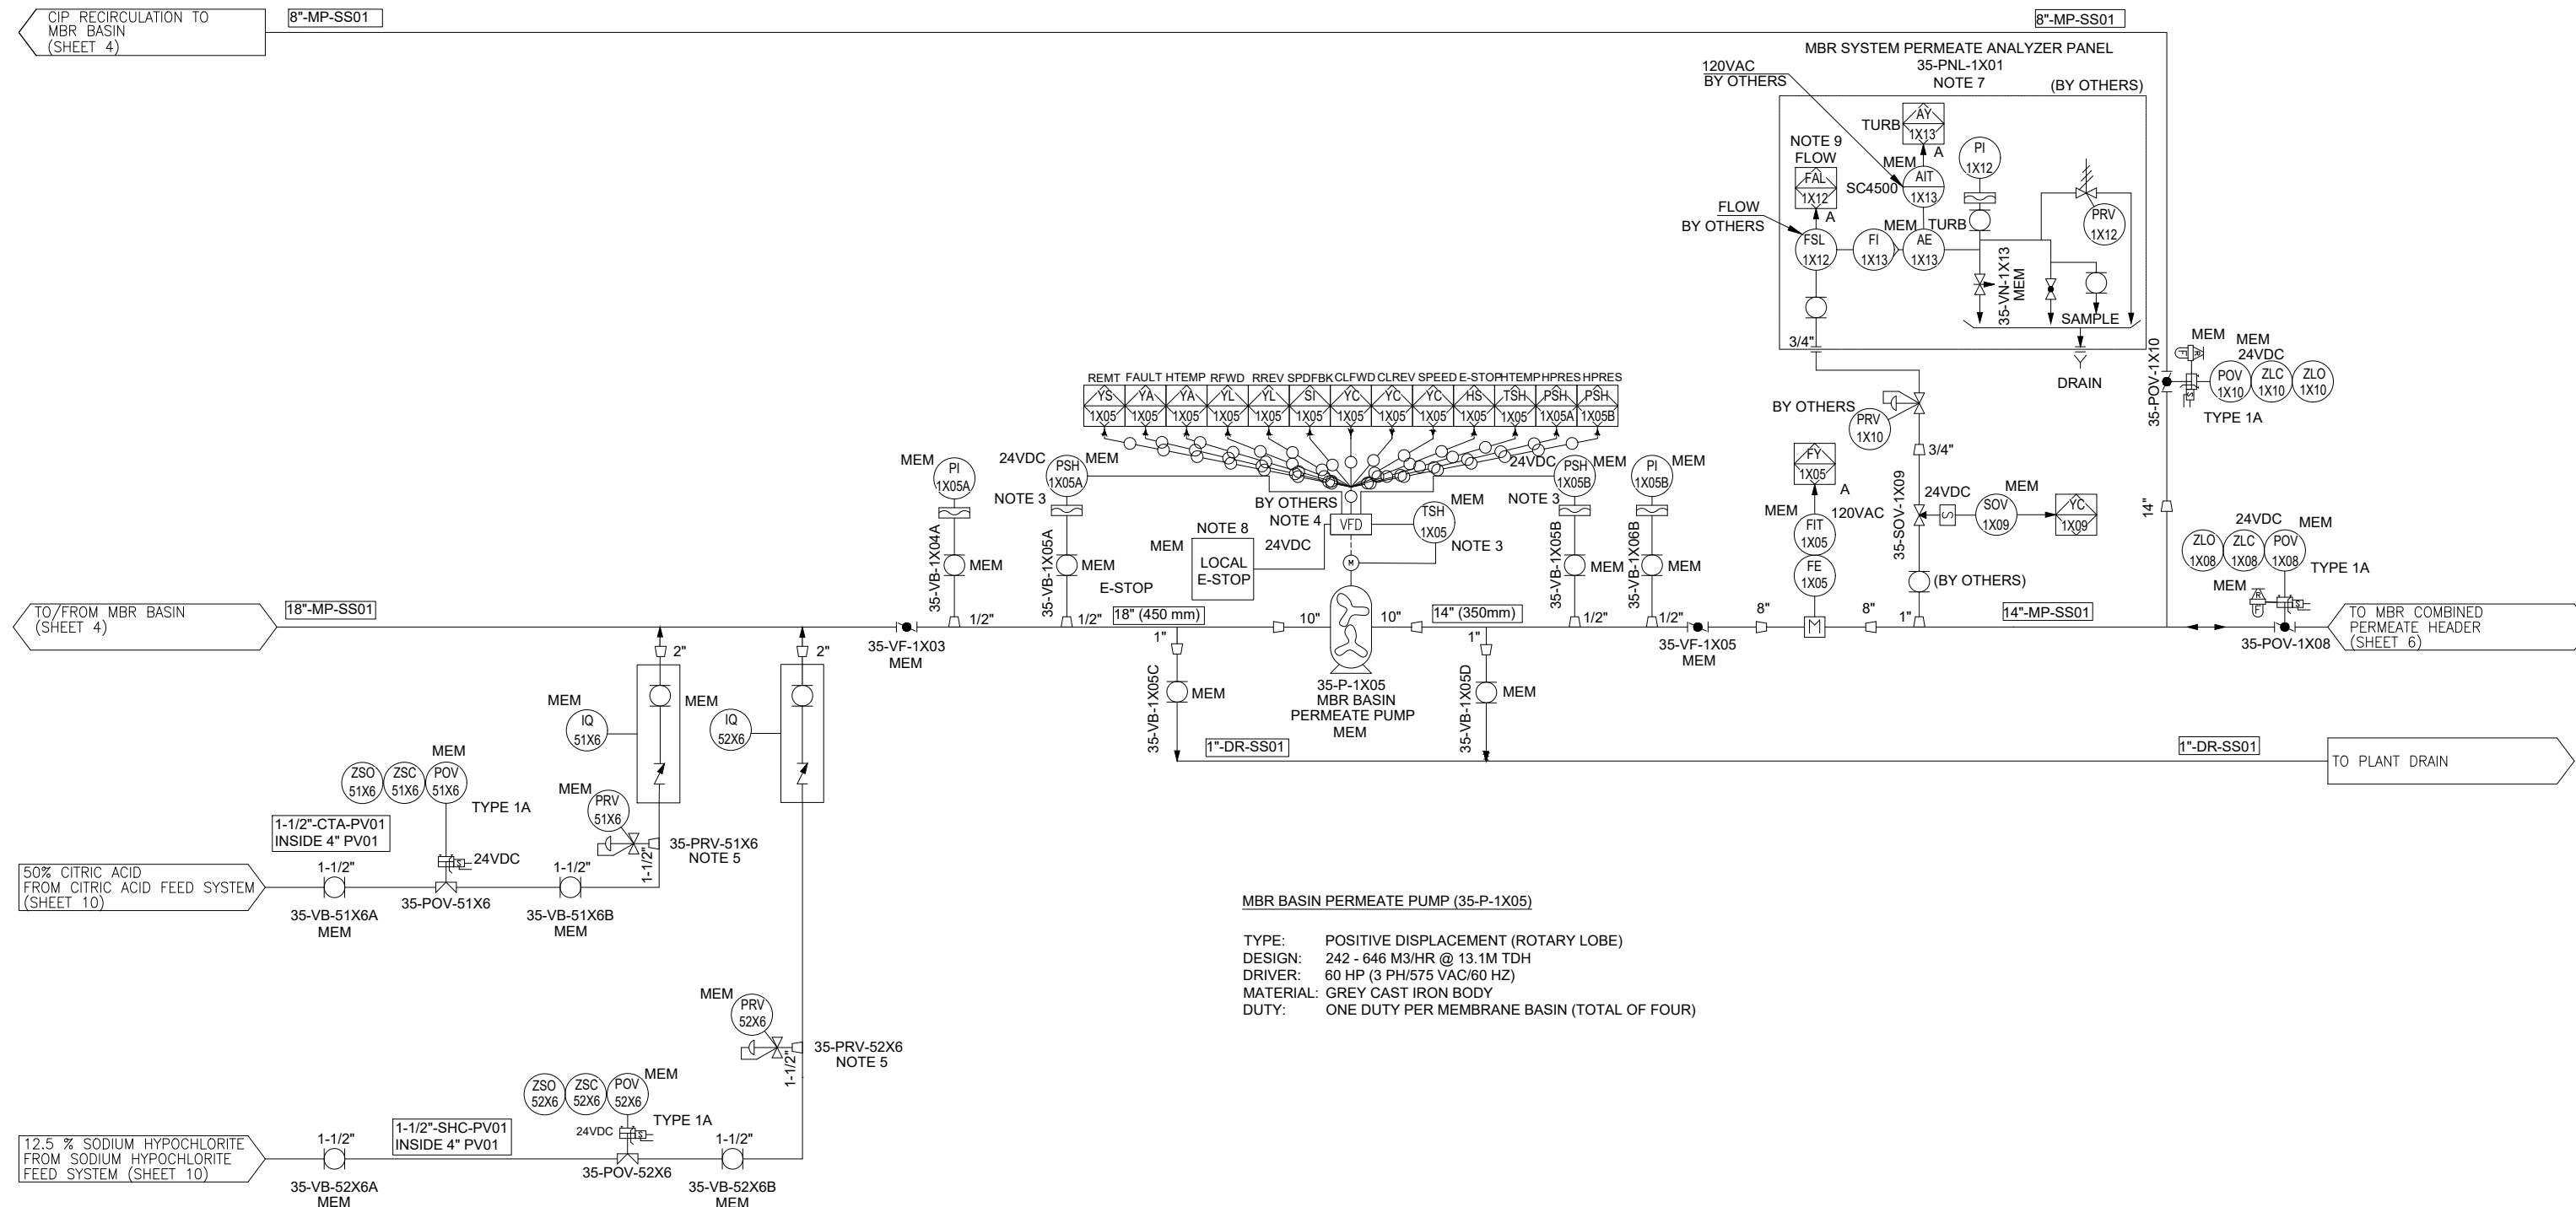 CIP RECIRCULATION TO
MBR BASIN
(SHEET 4)
8"-MP-SS01
8"-MP-SS01
MBR SYSTEM PERMEATE ANALYZER PANEL
35-PNL-1X01
NOTE 7
(BY OTHERS)
120VAC
BY OTHERS
TURB
AY
1X13
A
NOTE 9
FLOW
FAL
1X12
A
MEM
SC4500
AIT
1X13
PI
1X12
PRV
1X12
FLOW
BY OTHERS
FSL
1X12
FI
1X13
MEM
AE
1X13
TURB
35-VN-1X13
MEM
SAMPLE
3/4"
DRAIN
35-POV-1X10
MEM
R
F
S
MEM
24VDC
POV
1X10
ZLC
1X10
ZLO
1X10
TYPE 1A
14"
BY OTHERS
PRV
1X10
3/4"
35-SOV-1X09
24VDC
S
SOV
1X09
MEM
YC
1X09
(BY OTHERS)
1"
REMT
FAULT
HTEMP
RFWD
RREV
SPDFBK
CLFWD
CLREV
SPEED
E-STOP
HTEMP
HPRES
HPRES
YS
YA
YA
YL
YL
SI
YC
YC
YC
HS
TSH
PSH
PSH
1X05
1X05
1X05
1X05
1X05
1X05
1X05
1X05
1X05
1X05
1X05
1X05A
1X05B
MEM
PI
1X05A
35-VB-1X04A
MEM
1/2"
24VDC
PSH
1X05A
MEM
NOTE 3
35-VB-1X05A
MEM
1/2"
E-STOP
NOTE 8
MEM
LOCAL
E-STOP
24VDC
BY OTHERS
NOTE 4
VFD
M
MEM
TSH
1X05
NOTE 3
24VDC
PSH
1X05B
MEM
NOTE 3
35-VB-1X05B
MEM
1/2"
PI
1X05B
MEM
35-VB-1X06B
MEM
1/2"
FY
1X05
A
MEM
FIT
1X05
120VAC
FE
1X05
M
8"
8"
24VDC
MEM
ZLO
1X08
ZLC
1X08
POV
1X08
TYPE 1A
MEM
R
F
S
35-POV-1X08
TO/FROM MBR BASIN
(SHEET 4)
18"-MP-SS01
35-VF-1X03
MEM
18" (450 mm)
10"
10"
14" (350mm)
35-VF-1X05
MEM
14"-MP-SS01
TO MBR COMBINED
PERMEATE HEADER
(SHEET 6)
1"
35-VB-1X05C
MEM
35-P-1X05
MBR BASIN
PERMEATE PUMP
MEM
1"
35-VB-1X05D
MEM
1"-DR-SS01
1"-DR-SS01
TO PLANT DRAIN
2"
2"
MEM
IQ
51X6
MEM
IQ
52X6
MEM
ZSO
51X6
ZSC
51X6
POV
51X6
TYPE 1A
24VDC
S
MEM
PRV
51X6
35-PRV-51X6
NOTE 5
1-1/2"
1-1/2"-CTA-PV01
INSIDE 4" PV01
50% CITRIC ACID
FROM CITRIC ACID FEED SYSTEM
(SHEET 10)
1-1/2"
35-VB-51X6A
MEM
35-POV-51X6
1-1/2"
35-VB-51X6B
MEM
MBR BASIN PERMEATE PUMP (35-P-1X05)
TYPE: POSITIVE DISPLACEMENT (ROTARY LOBE)
DESIGN: 242 - 646 M3/HR @ 13.1M TDH
DRIVER: 60 HP (3 PH/575 VAC/60 HZ)
MATERIAL: GREY CAST IRON BODY
DUTY: ONE DUTY PER MEMBRANE BASIN (TOTAL OF FOUR)
MEM
PRV
52X6
35-PRV-52X6
NOTE 5
1-1/2"
ZSO
52X6
ZSC
52X6
POV
52X6
MEM
TYPE 1A
24VDC
S
1-1/2"-SHC-PV01
INSIDE 4" PV01
12.5 % SODIUM HYPOCHLORITE
FROM SODIUM HYPOCHLORITE
FEED SYSTEM (SHEET 10)
1-1/2"
35-VB-52X6A
MEM
35-POV-52X6
1-1/2"
35-VB-52X6B
MEM